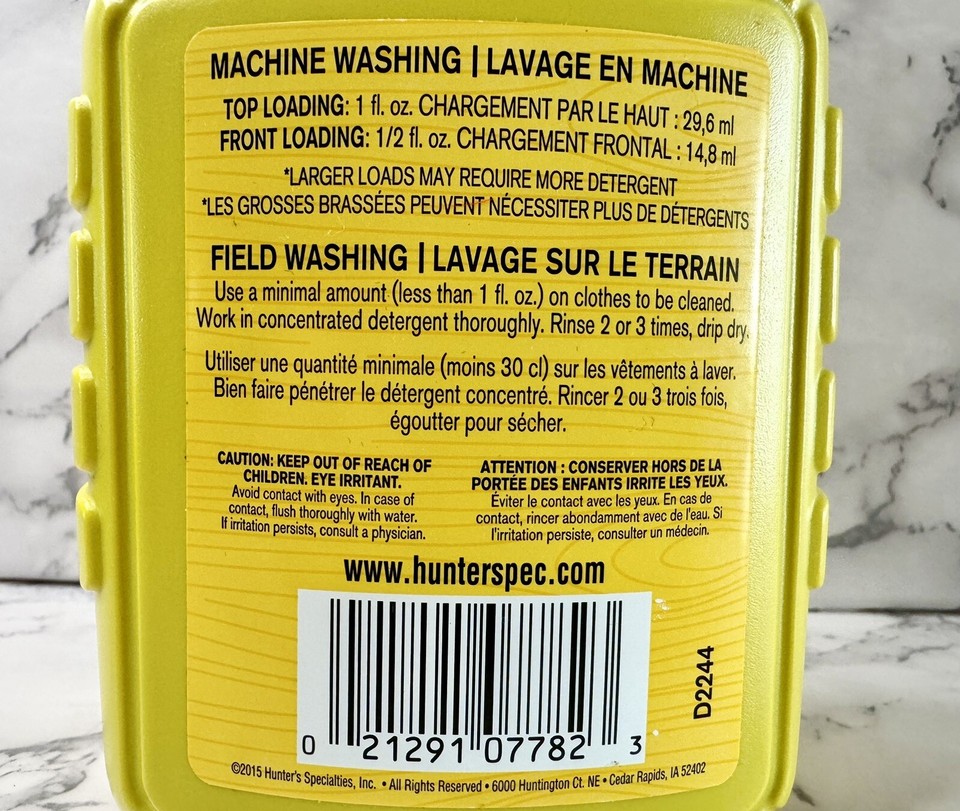 MACHINE WASHING | LAVAGE EN MACHINE
TOP LOADING: 1 fl. oz. CHARGEMENT PAR LE HAUT : 29,6 ml
FRONT LOADING: 1/2 fl. oz. CHARGEMENT FRONTAL : 14,8 ml
*LARGER LOADS MAY REQUIRE MORE DETERGENT
*LES GROSSES BRASSÉES PEUVENT NÉCESSITER PLUS DE DÉTERGENTS
FIELD WASHING | LAVAGE SUR LE TERRAIN
Use a minimal amount (less than 1 fl. oz.) on clothes to be cleaned.
Work in concentrated detergent thoroughly. Rinse 2 or 3 times, drip dry.
Utiliser une quantité minimale (moins 30 cl) sur les vêtements à laver.
Bien faire pénétrer le détergent concentré. Rincer 2 ou 3 trois fois,
égoutter pour sécher.
CAUTION: KEEP OUT OF REACH OF
CHILDREN. EYE IRRITANT.
Avoid contact with eyes. In case of
contact, flush thoroughly with water.
If irritation persists, consult a physician.
ATTENTION : CONSERVER HORS DE LA
PORTÉE DES ENFANTS IRRITE LES YEUX.
Éviter le contact avec les yeux. En cas de
contact, rincer abondamment avec de l'eau. Si
l'irritation persiste, consulter un médecin.
www.hunterspec.com
D2244
0 21291 07782 3
©2015 Hunter's Specialties, Inc. • All Rights Reserved • 6000 Huntington Ct. NE • Cedar Rapids, IA 52402